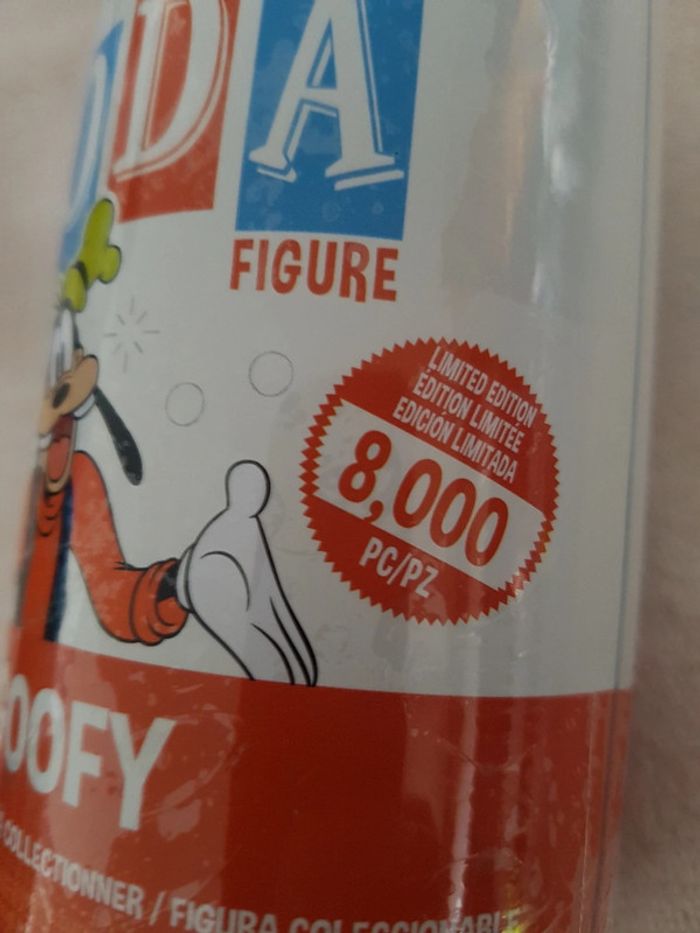 DA
FIGURE
LIMITED EDITION
ÉDITION LIMITÉE
EDICIÓN LIMITADA
8,000
PC/PZ
OOFY
COLLECTIONNER / FIGURA COLECCIONABLE